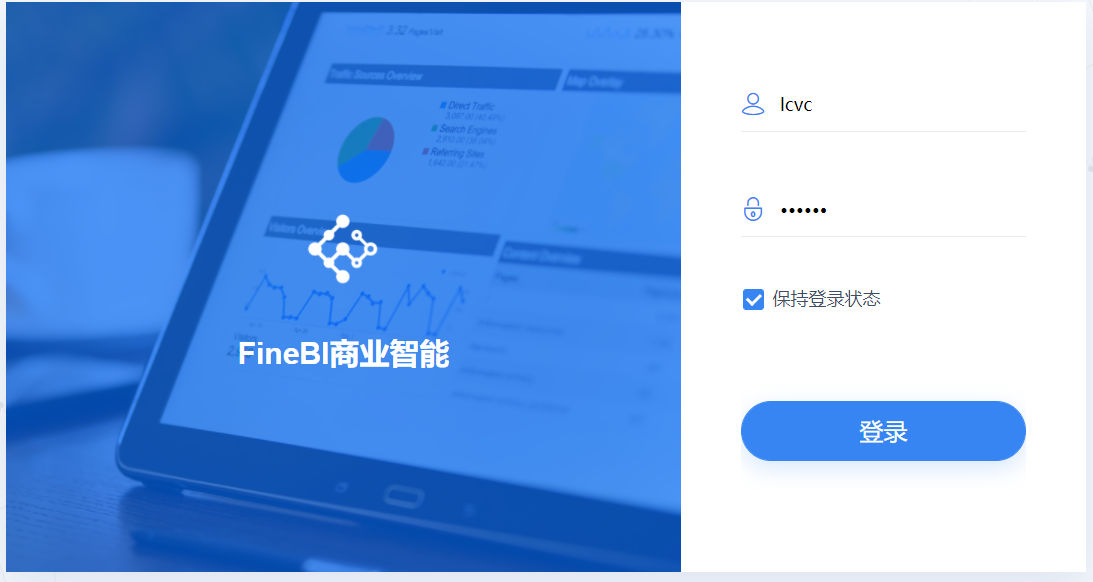 3.32 Pages/Visit
28.30%
Traffic Sources Overview
Map Overlay
Direct Traffic
Search Engines
Referring Sites
Visitors Overview
Content Overview
Pages
FineBI商业智能
lcvc
••••••
保持登录状态
登录